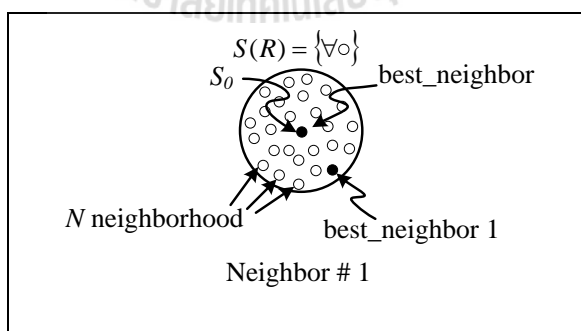 S(R) = {∀○}
S₀
best_neighbor
N neighborhood
best_neighbor 1
Neighbor # 1